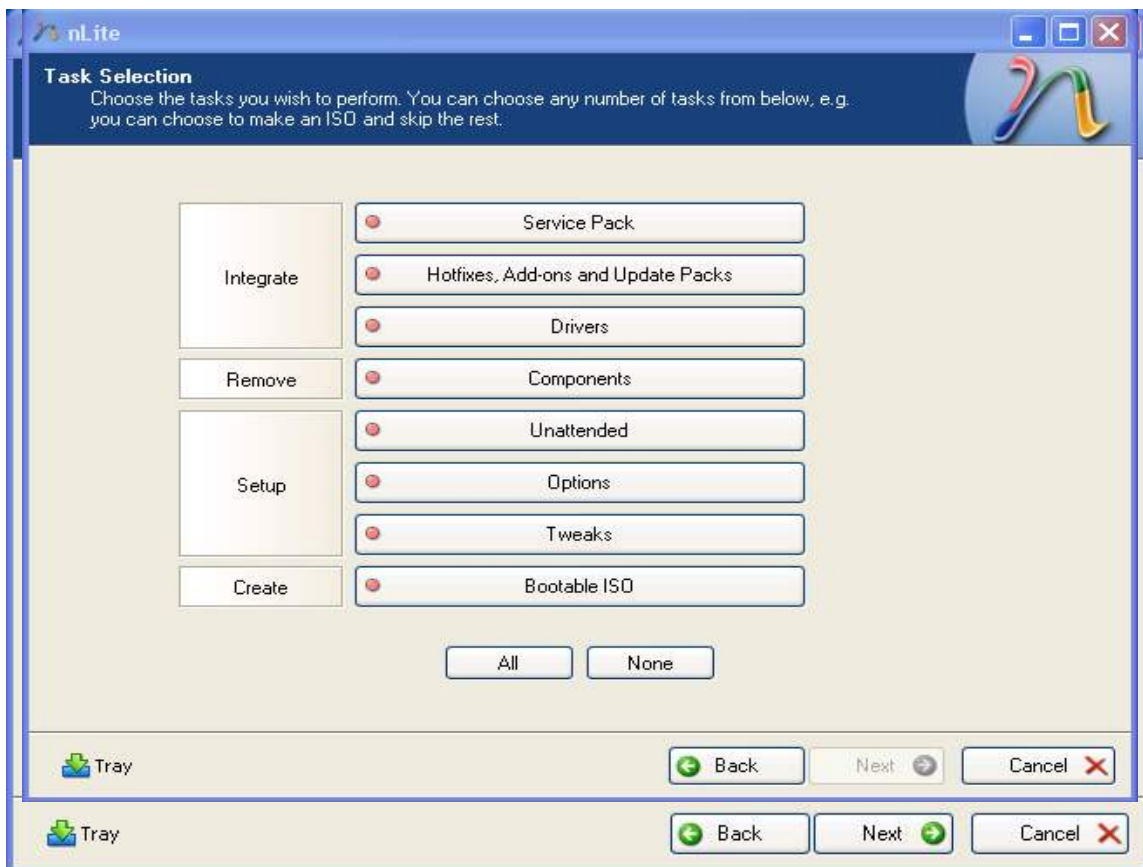 nLite
Task Selection
Choose the tasks you wish to perform. You can choose any number of tasks from below, e.g.
you can choose to make an ISO and skip the rest.
Integrate
Service Pack
Hotfixes, Add-ons and Update Packs
Drivers
Remove
Components
Setup
Unattended
Options
Tweaks
Create
Bootable ISO
All
None
Tray
Back
Next
Cancel
Tray
Back
Next
Cancel